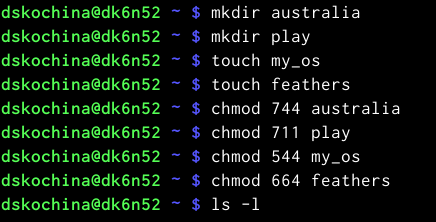 dskochina@dk6n52 ~ $ mkdir australia
dskochina@dk6n52 ~ $ mkdir play
dskochina@dk6n52 ~ $ touch my_os
dskochina@dk6n52 ~ $ touch feathers
dskochina@dk6n52 ~ $ chmod 744 australia
dskochina@dk6n52 ~ $ chmod 711 play
dskochina@dk6n52 ~ $ chmod 544 my_os
dskochina@dk6n52 ~ $ chmod 664 feathers
dskochina@dk6n52 ~ $ ls -l